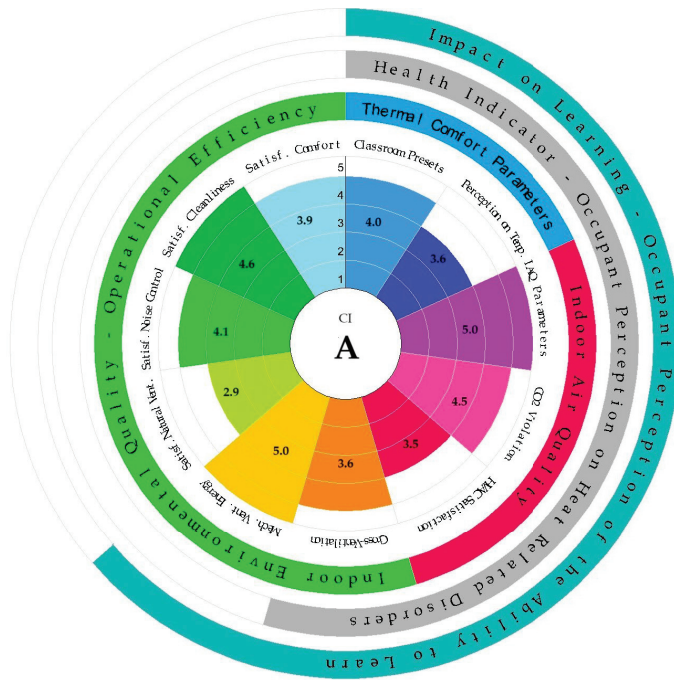 Impact on Learning - Occupant Perception of the Ability to Learn
Health Indicator - Occupant Perception on Heat Related Disorders
Thermal Comfort Parameters
Indoor Air Quality
Indoor Environmental Quality - Operational Efficiency
Classroom Presets
Perception on Temp.
IAQ Parameters
CO2 Violation
HVAC Satisfaction
Cross-Ventilation
Mech. Vent. Energy
Satisf. Natural Vent.
Satisf. Noise Control
Satisf. Cleanliness
Satisf. Comfort
5
4
3
2
1
4.0
3.6
5.0
4.5
3.5
3.6
5.0
2.9
4.1
4.6
3.9
CI
A